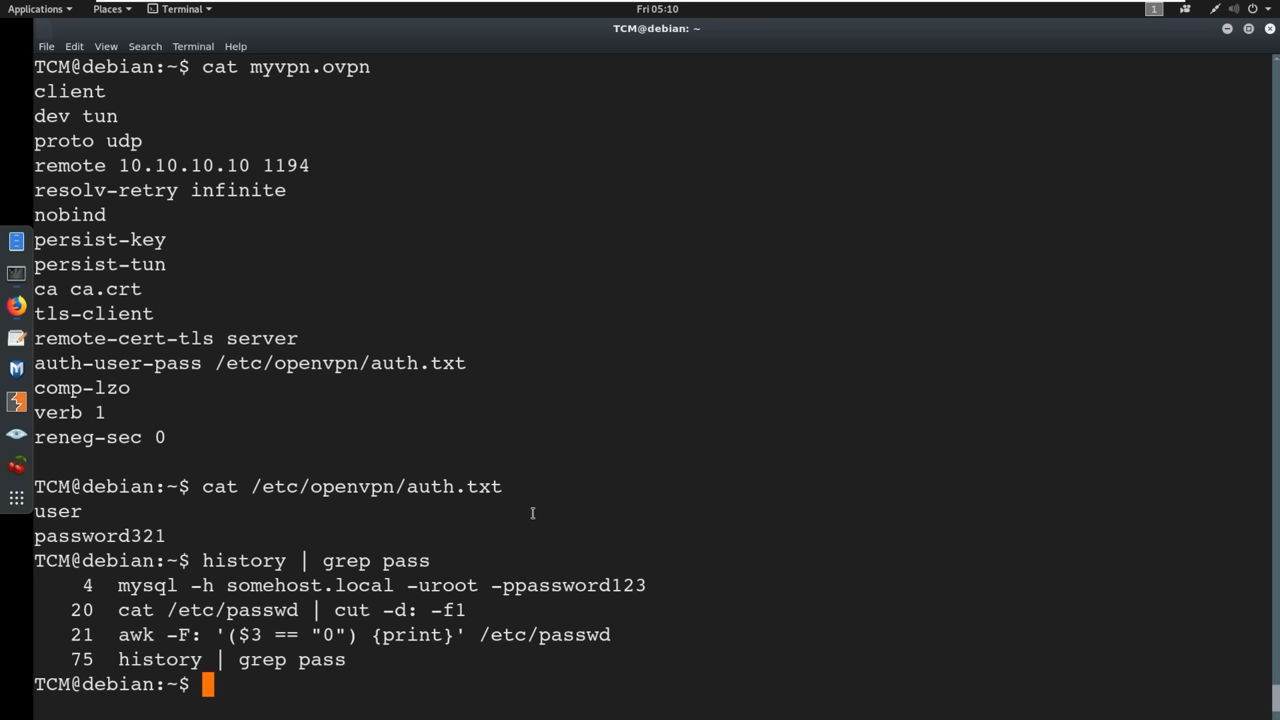 Applications Places Terminal Fri 05:10 1
TCM@debian: ~
File Edit View Search Terminal Help
TCM@debian:~$ cat myvpn.ovpn
client
dev tun
proto udp
remote 10.10.10.10 1194
resolv-retry infinite
nobind
persist-key
persist-tun
ca ca.crt
tls-client
remote-cert-tls server
auth-user-pass /etc/openvpn/auth.txt
comp-lzo
verb 1
reneg-sec 0
TCM@debian:~$ cat /etc/openvpn/auth.txt
user
password321
TCM@debian:~$ history | grep pass
4 mysql -h somehost.local -uroot -ppassword123
20 cat /etc/passwd | cut -d: -f1
21 awk -F: '($3 == "0") {print}' /etc/passwd
75 history | grep pass
TCM@debian:~$